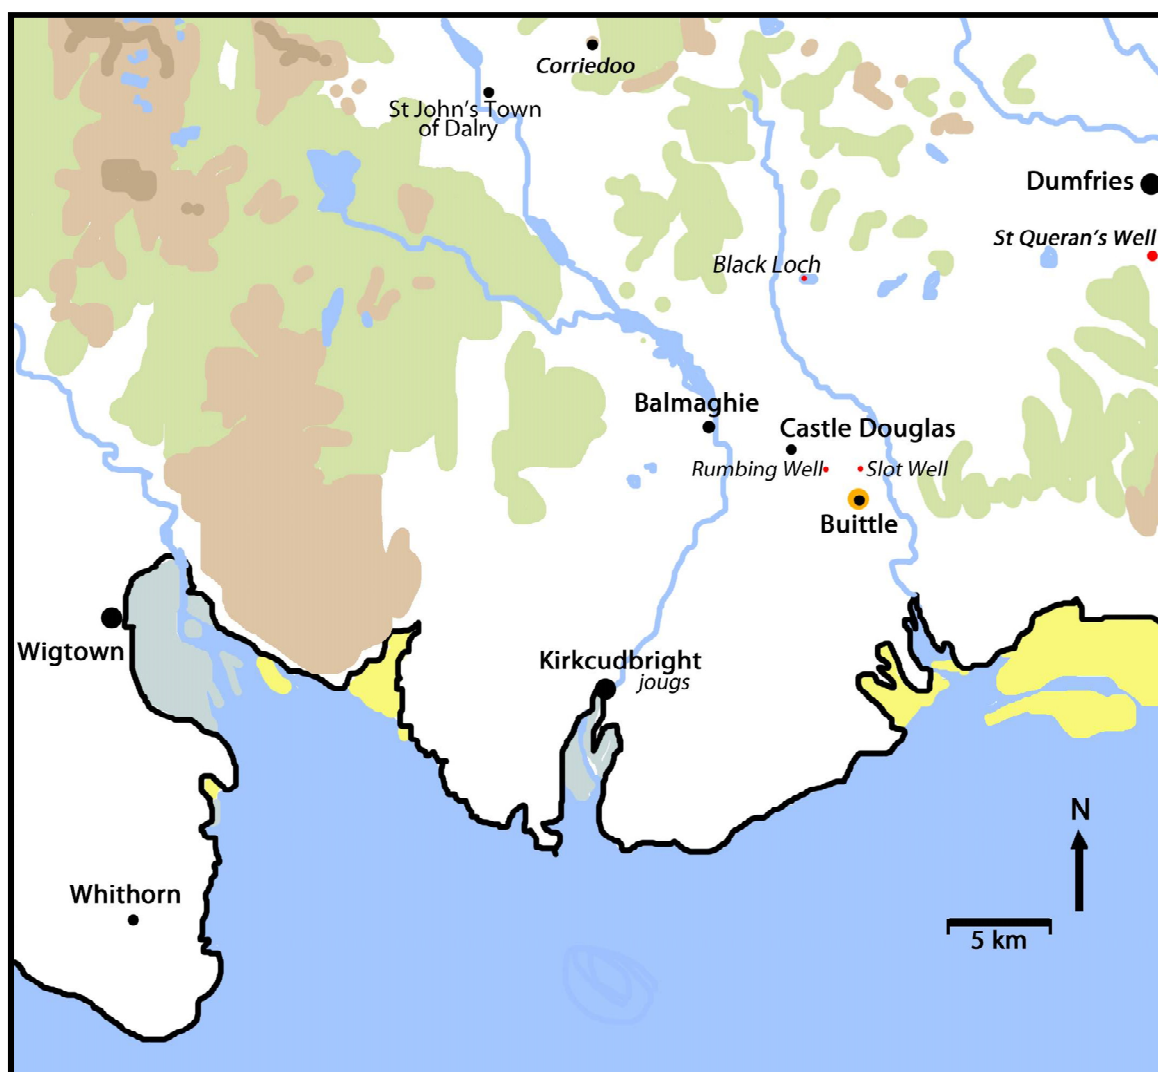 Corriedoo
St John's Town
of Dalry
Dumfries
St Queran's Well
Black Loch
Balmaghie
Castle Douglas
Rumbing Well
Slot Well
Buittle
Wigtown
Kirkcudbright
jougs
N
Whithorn
5 km